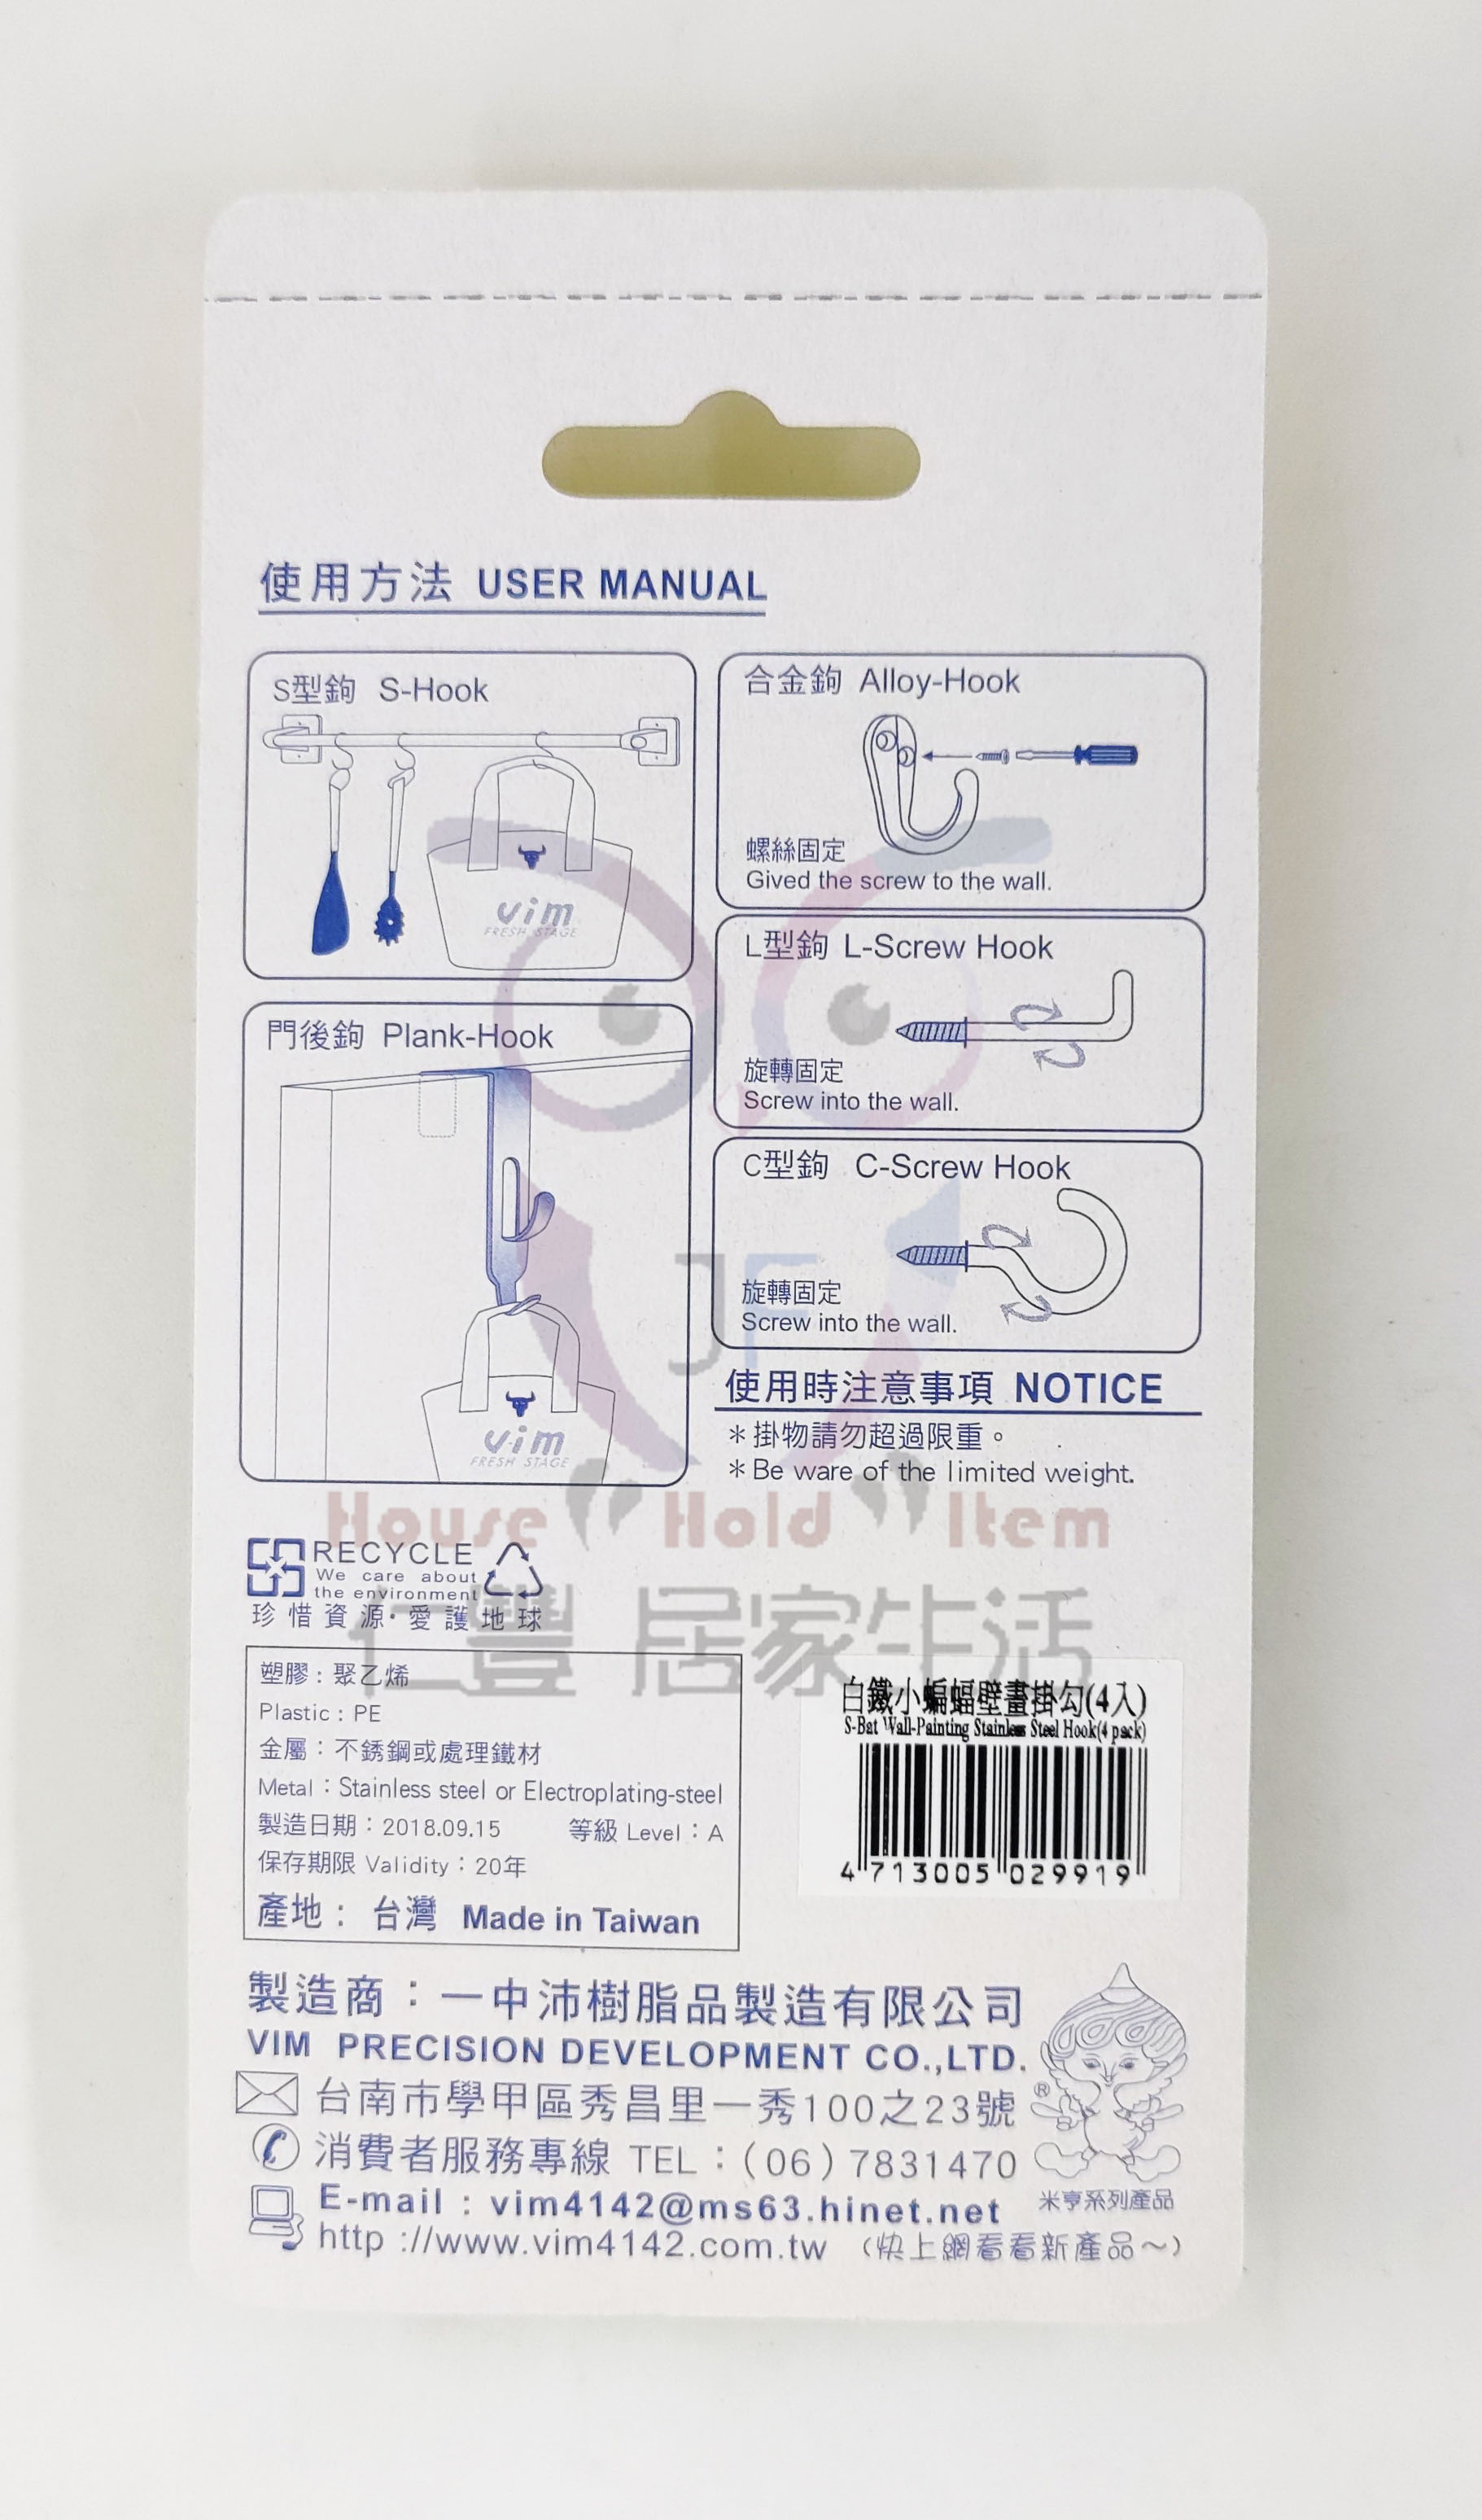 使用方法 USER MANUAL
S型鉤 S-Hook
vim
FRESH STAGE
門後鉤 Plank-Hook
vim
FRESH STAGE
合金鉤 Alloy-Hook
螺絲固定
Gived the screw to the wall.
L型鉤 L-Screw Hook
旋轉固定
Screw into the wall.
C型鉤 C-Screw Hook
旋轉固定
Screw into the wall.
使用時注意事項 NOTICE
＊掛物請勿超過限重。
＊Be ware of the limited weight.
JF
House Hold Item
仁豐 居家生活
RECYCLE
We care about
the environment
珍惜資源·愛護地球
塑膠：聚乙烯
Plastic：PE
金屬：不銹鋼或處理鐵材
Metal：Stainless steel or Electroplating-steel
製造日期：2018.09.15 等級 Level：A
保存期限 Validity：20年
產地： 台灣 Made in Taiwan
白鐵小蝙蝠壁畫掛勾(4入)
S-Bat Wall-Painting Stainless Steel Hook(4 pack)
4 713005 029919
製造商：一中沛樹脂品製造有限公司
VIM PRECISION DEVELOPMENT CO.,LTD.
台南市學甲區秀昌里一秀100之23號
®
消費者服務專線 TEL：(06) 7831470
E-mail : vim4142@ms63.hinet.net
米亨系列產品
http ://www.vim4142.com.tw （快上網看看新產品～）